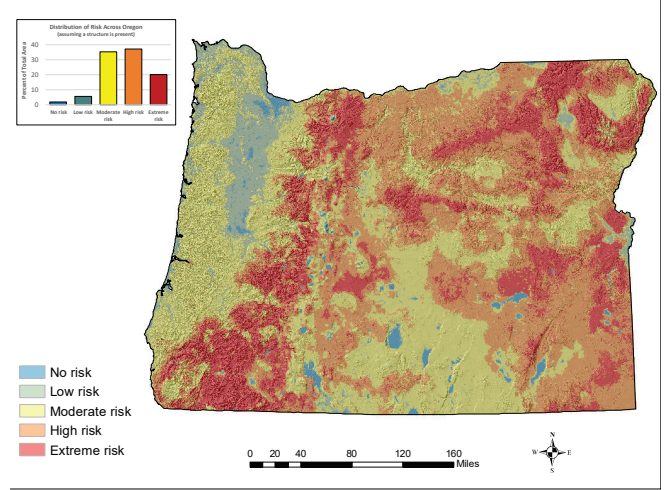 Distribution of Risk Across Oregon
(assuming a structure is present)
Percent of Total Area
40
30
20
10
0
No risk
Low risk
Moderate risk
High risk
Extreme risk
No risk
Low risk
Moderate risk
High risk
Extreme risk
0 10 20 40 80 120 160
Miles
N
W E
S